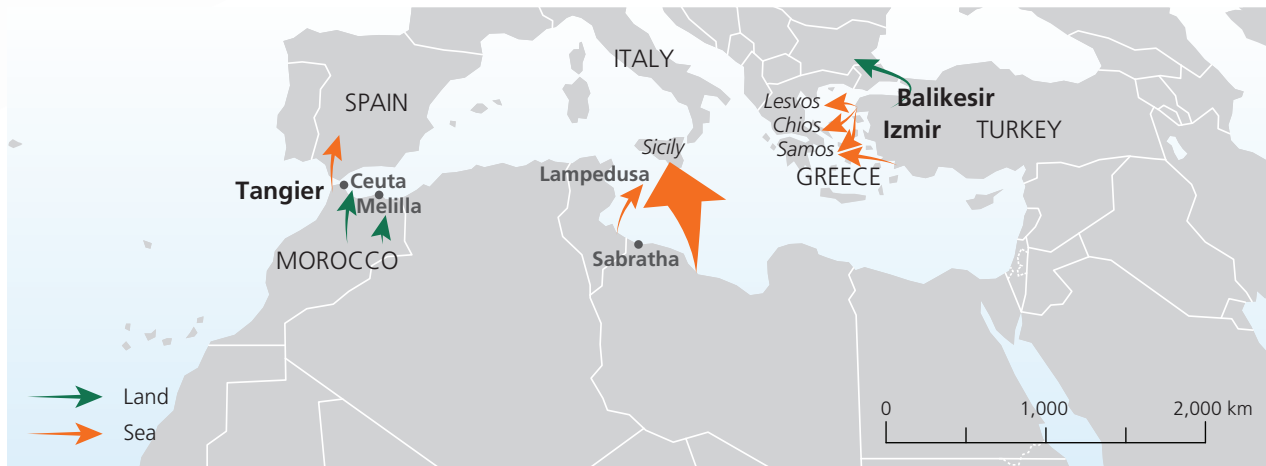 ITALY
SPAIN
Lesvos
Balikesir
Chios
Izmir
TURKEY
Sicily
Samos
Lampedusa
GREECE
Tangier
Ceuta
Melilla
MOROCCO
Sabratha
Land
Sea
0
1,000
2,000 km